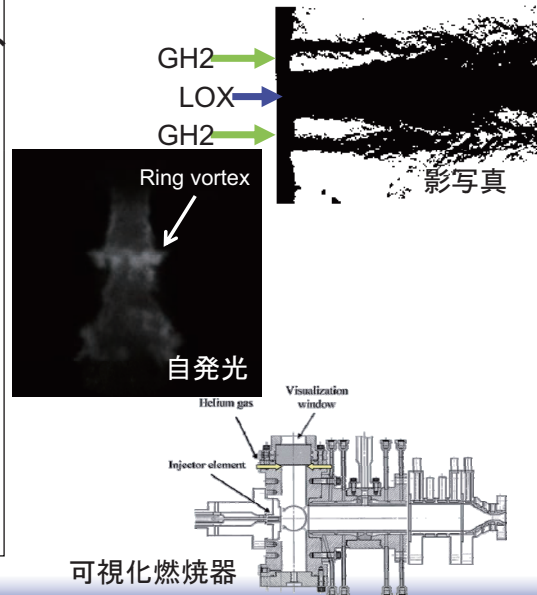 GH2
LOX
GH2
影写真
Ring vortex
自発光
Helium gas
Visualization
window
Injector element
可視化燃焼器